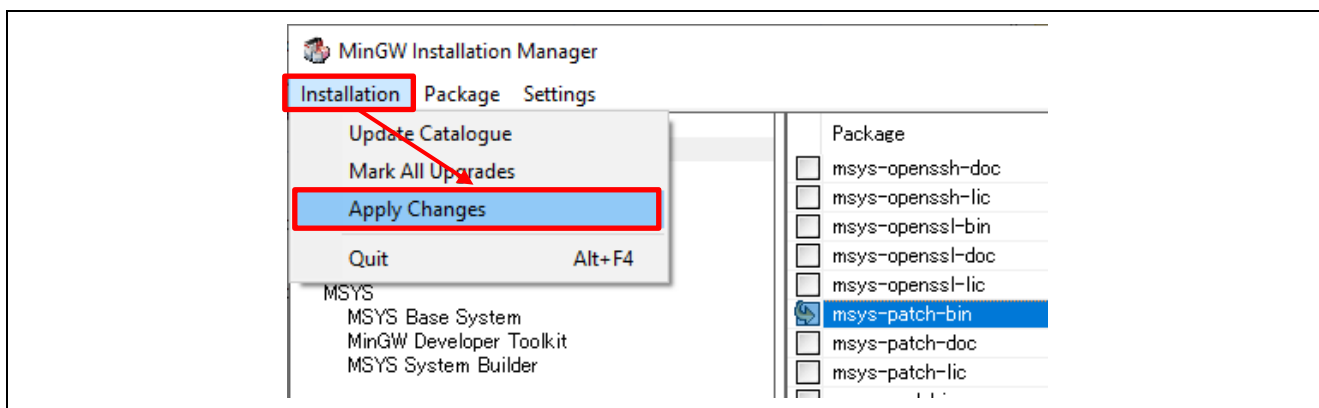 MinGW Installation Manager
Installation Package Settings
Update Catalogue
Mark All Upgrades
Apply Changes
Quit Alt+F4
MSYS
MSYS Base System
MinGW Developer Toolkit
MSYS System Builder
Package
msys-openssh-doc
msys-openssh-lic
msys-openssl-bin
msys-openssl-doc
msys-openssl-lic
msys-patch-bin
msys-patch-doc
msys-patch-lic